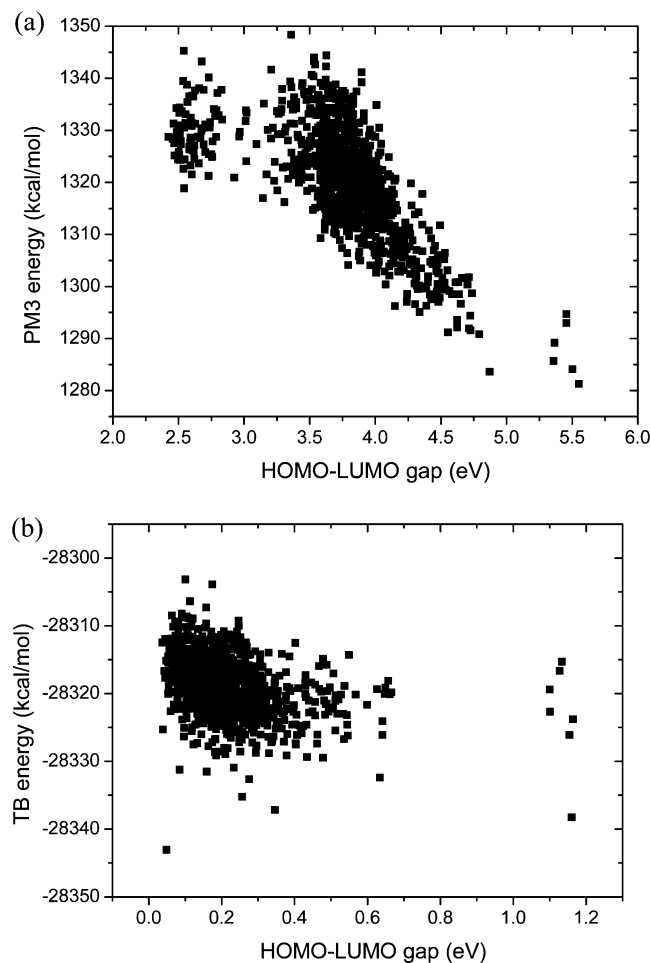 (a)
1350
1340
1330
1320
1310
1300
1290
1280
PM3 energy (kcal/mol)
2.0 2.5 3.0 3.5 4.0 4.5 5.0 5.5 6.0
HOMO-LUMO gap (eV)
(b)
-28300
-28310
-28320
-28330
-28340
-28350
TB energy (kcal/mol)
0.0 0.2 0.4 0.6 0.8 1.0 1.2
HOMO-LUMO gap (eV)